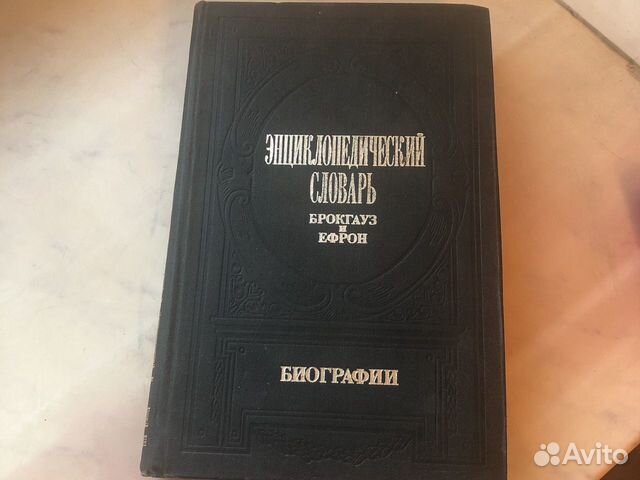 ЭНЦИКЛОПЕДИЧЕСКИЙ
СЛОВАРЬ
БРОКГАУЗ
И
ЕФРОН
БИОГРАФИИ
Avito